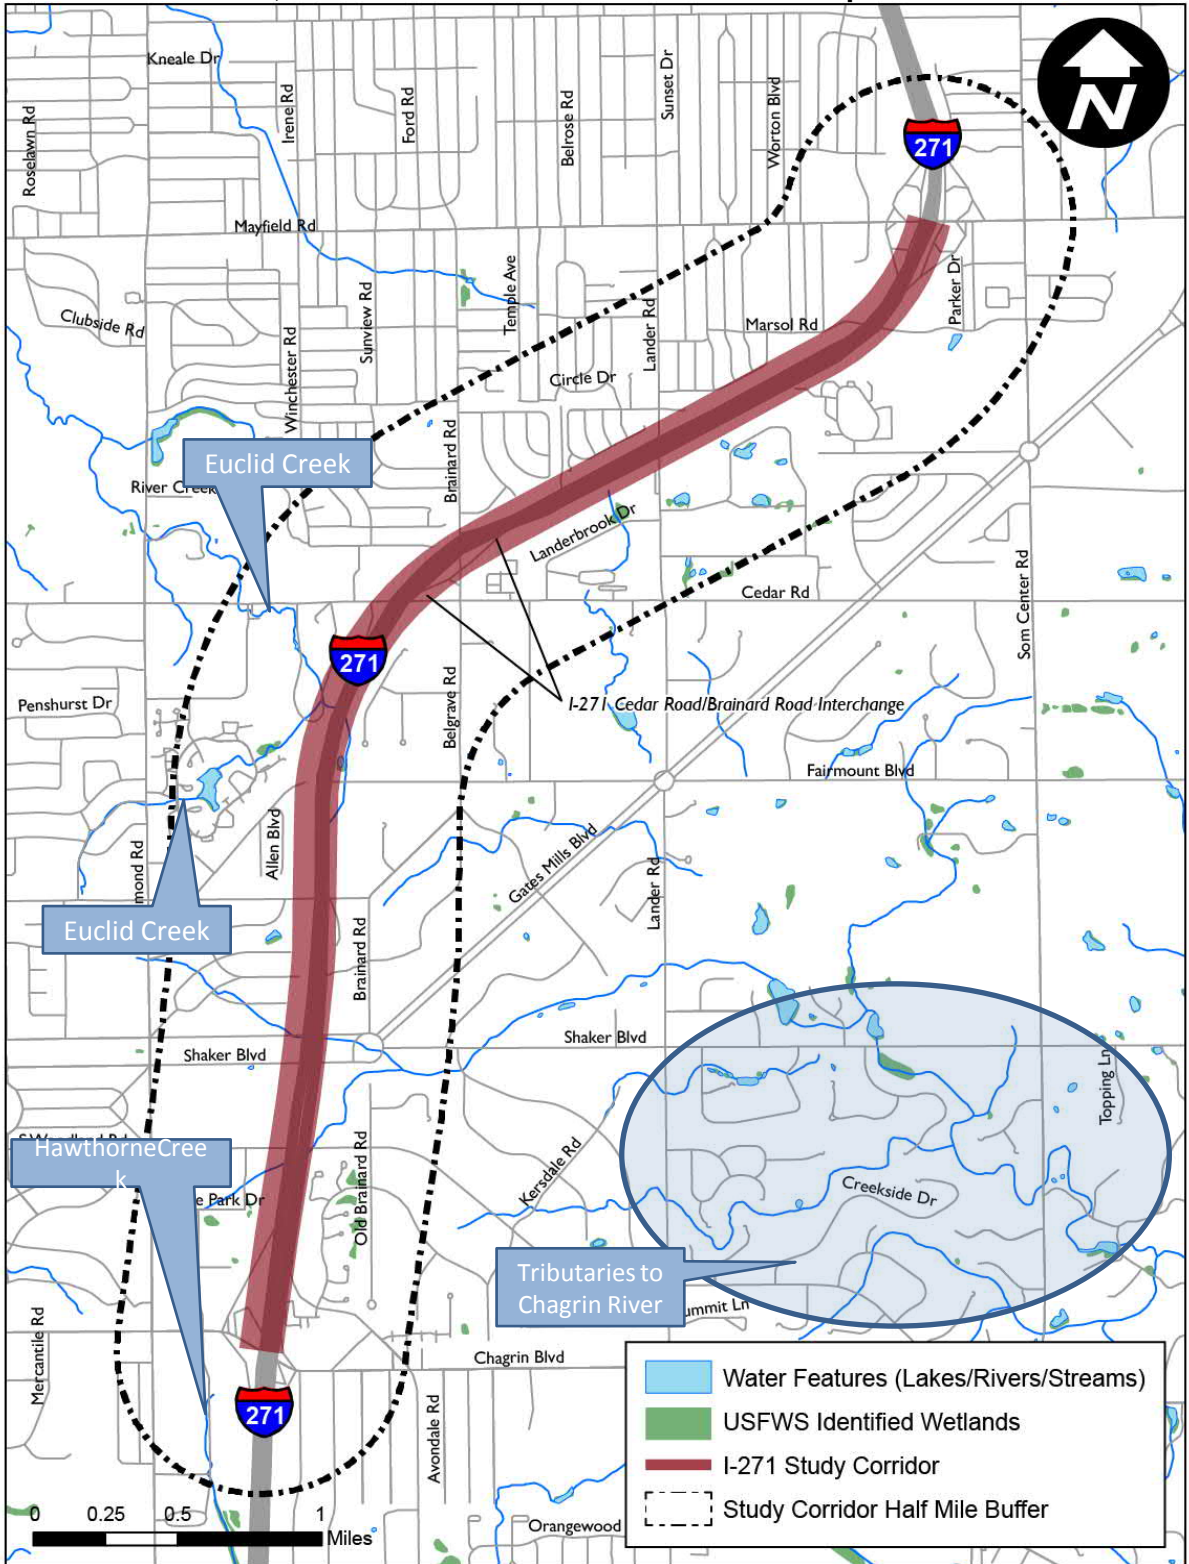 Kneale Dr
Roselawn Rd
Irene Rd
Ford Rd
Belrose Rd
Sunset Dr
Worton Blvd
N
271
Mayfield Rd
Clubside Rd
Sunview Rd
Temple Ave
Lander Rd
Marsol Rd
Parker Dr
Winchester Rd
Circle Dr
Brainard Rd
Euclid Creek
River Creek
Landerbrook Dr
Cedar Rd
Som Center Rd
271
Penshurst Dr
Belgrave Rd
I-271 Cedar Road/Brainard Road Interchange
Fairmount Blvd
mond Rd
Allen Blvd
Gates Mills Blvd
Lander Rd
Euclid Creek
Brainard Rd
Shaker Blvd
Shaker Blvd
Topping Ln
HawthorneCree
k
e Park Dr
Old Brainard Rd
Kersdale Rd
Creekside Dr
Tributaries to
Chagrin River
ummit Ln
Mercantile Rd
Chagrin Blvd
271
Avondale Rd
Orangewood
Water Features (Lakes/Rivers/Streams)
USFWS Identified Wetlands
I-271 Study Corridor
Study Corridor Half Mile Buffer
0 0.25 0.5 1
Miles